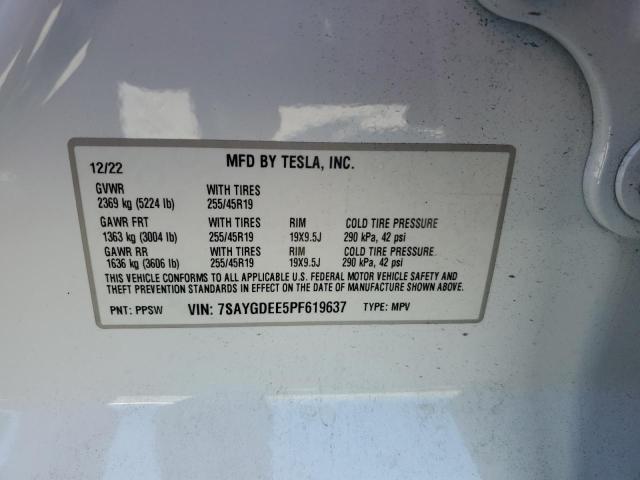 12/22 MFD BY TESLA, INC.
GVWR WITH TIRES
2369 kg (5224 lb) 255/45R19
GAWR FRT WITH TIRES RIM COLD TIRE PRESSURE
1363 kg (3004 lb) 255/45R19 19X9.5J 290 kPa, 42 psi
GAWR RR WITH TIRES RIM COLD TIRE PRESSURE
1636 kg (3606 lb) 255/45R19 19X9.5J 290 kPa, 42 psi
THIS VEHICLE CONFORMS TO ALL APPLICABLE U.S. FEDERAL MOTOR VEHICLE SAFETY AND
THEFT PREVENTION STANDARDS IN EFFECT ON THE DATE OF MANUFACTURE SHOWN ABOVE.
PNT: PPSW VIN: 7SAYGDEE5PF619637 TYPE: MPV